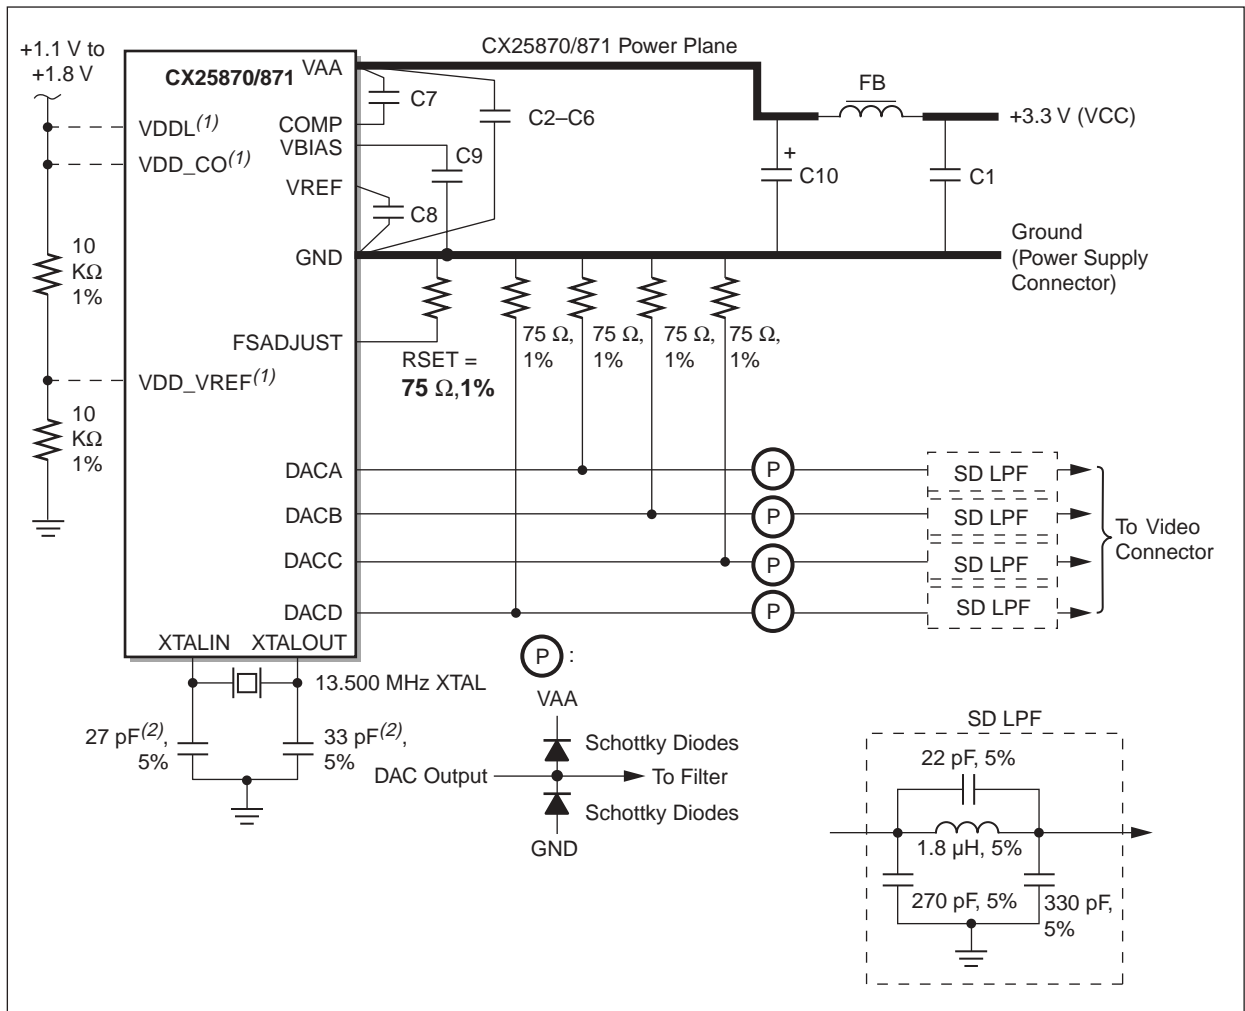 +1.1 V to
+1.8 V
CX25870/871
VAA
CX25870/871 Power Plane
C7
C2–C6
FB
+3.3 V (VCC)
VDDL(1)
COMP
VBIAS
VDD_CO(1)
C9
+
C10
C1
VREF
C8
GND
Ground
(Power Supply
Connector)
10
KΩ
1%
FSADJUST
RSET =
75 Ω,1%
75 Ω,
1%
75 Ω,
1%
75 Ω,
1%
75 Ω,
1%
VDD_VREF(1)
10
KΩ
1%
DACA
P
SD LPF
DACB
P
SD LPF
DACC
P
SD LPF
DACD
P
SD LPF
To Video
Connector
XTALIN
XTALOUT
13.500 MHz XTAL
27 pF(2),
5%
33 pF(2),
5%
P :
VAA
Schottky Diodes
DAC Output
To Filter
Schottky Diodes
GND
SD LPF
22 pF, 5%
1.8 µH, 5%
270 pF, 5%
330 pF,
5%